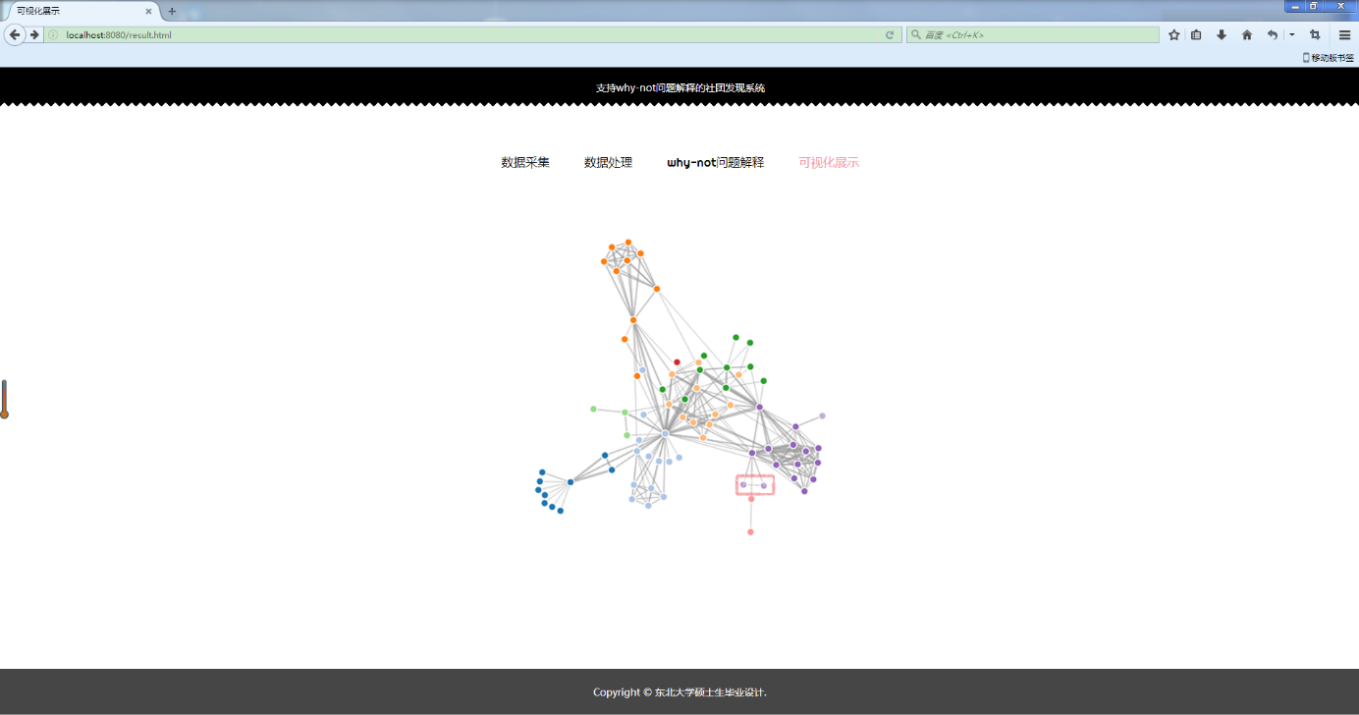 可视化展示
localhost:8080/result.html
百度 <Ctrl+K>
移动版书签
支持why-not问题解释的社团发现系统
数据采集 数据处理 why-not问题解释 可视化展示
Copyright © 东北大学硕士生毕业设计.